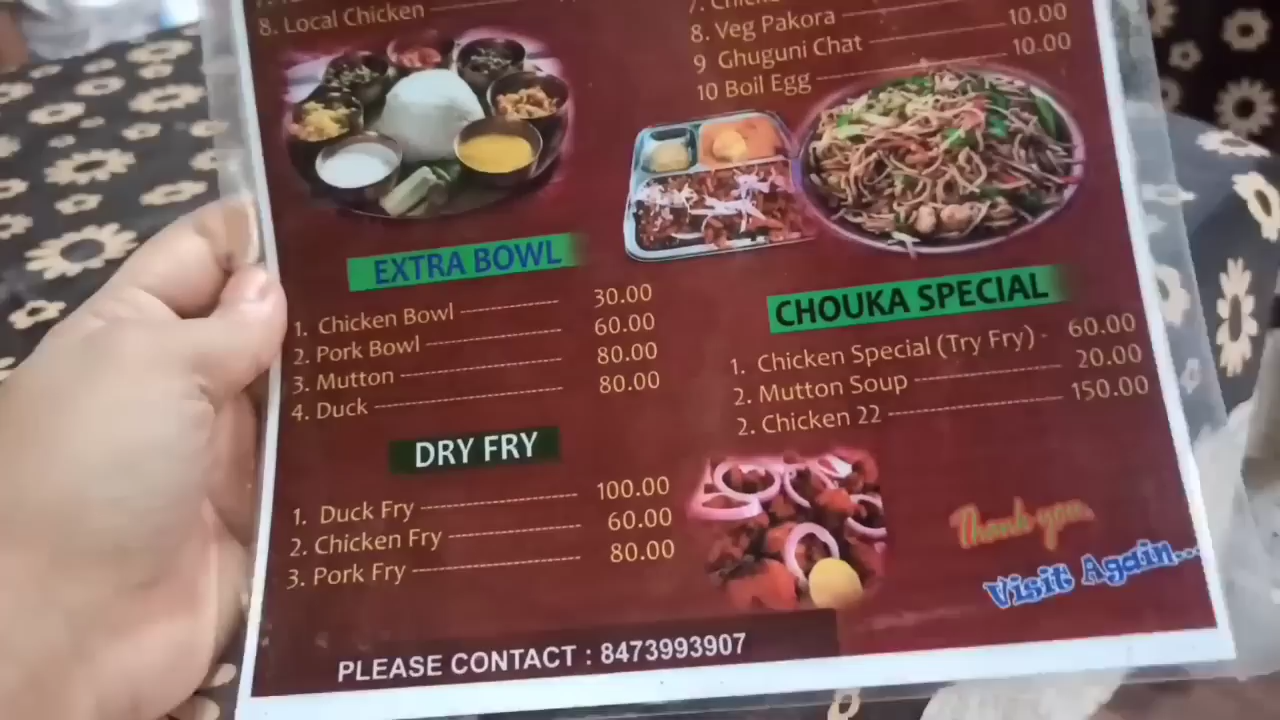 8. Local Chicken
8. Veg Pakora
9 Ghuguni Chat 10.00
10 Boil Egg 10.00
EXTRA BOWL
1. Chicken Bowl 30.00
2. Pork Bowl 60.00
3. Mutton 80.00
4. Duck 80.00
DRY FRY
1. Duck Fry 100.00
2. Chicken Fry 60.00
3. Pork Fry 80.00
CHOUKA SPECIAL
1. Chicken Special (Try Fry) - 60.00
2. Mutton Soup 20.00
2. Chicken 22 150.00
Thank you,
Visit Again...
PLEASE CONTACT : 8473993907